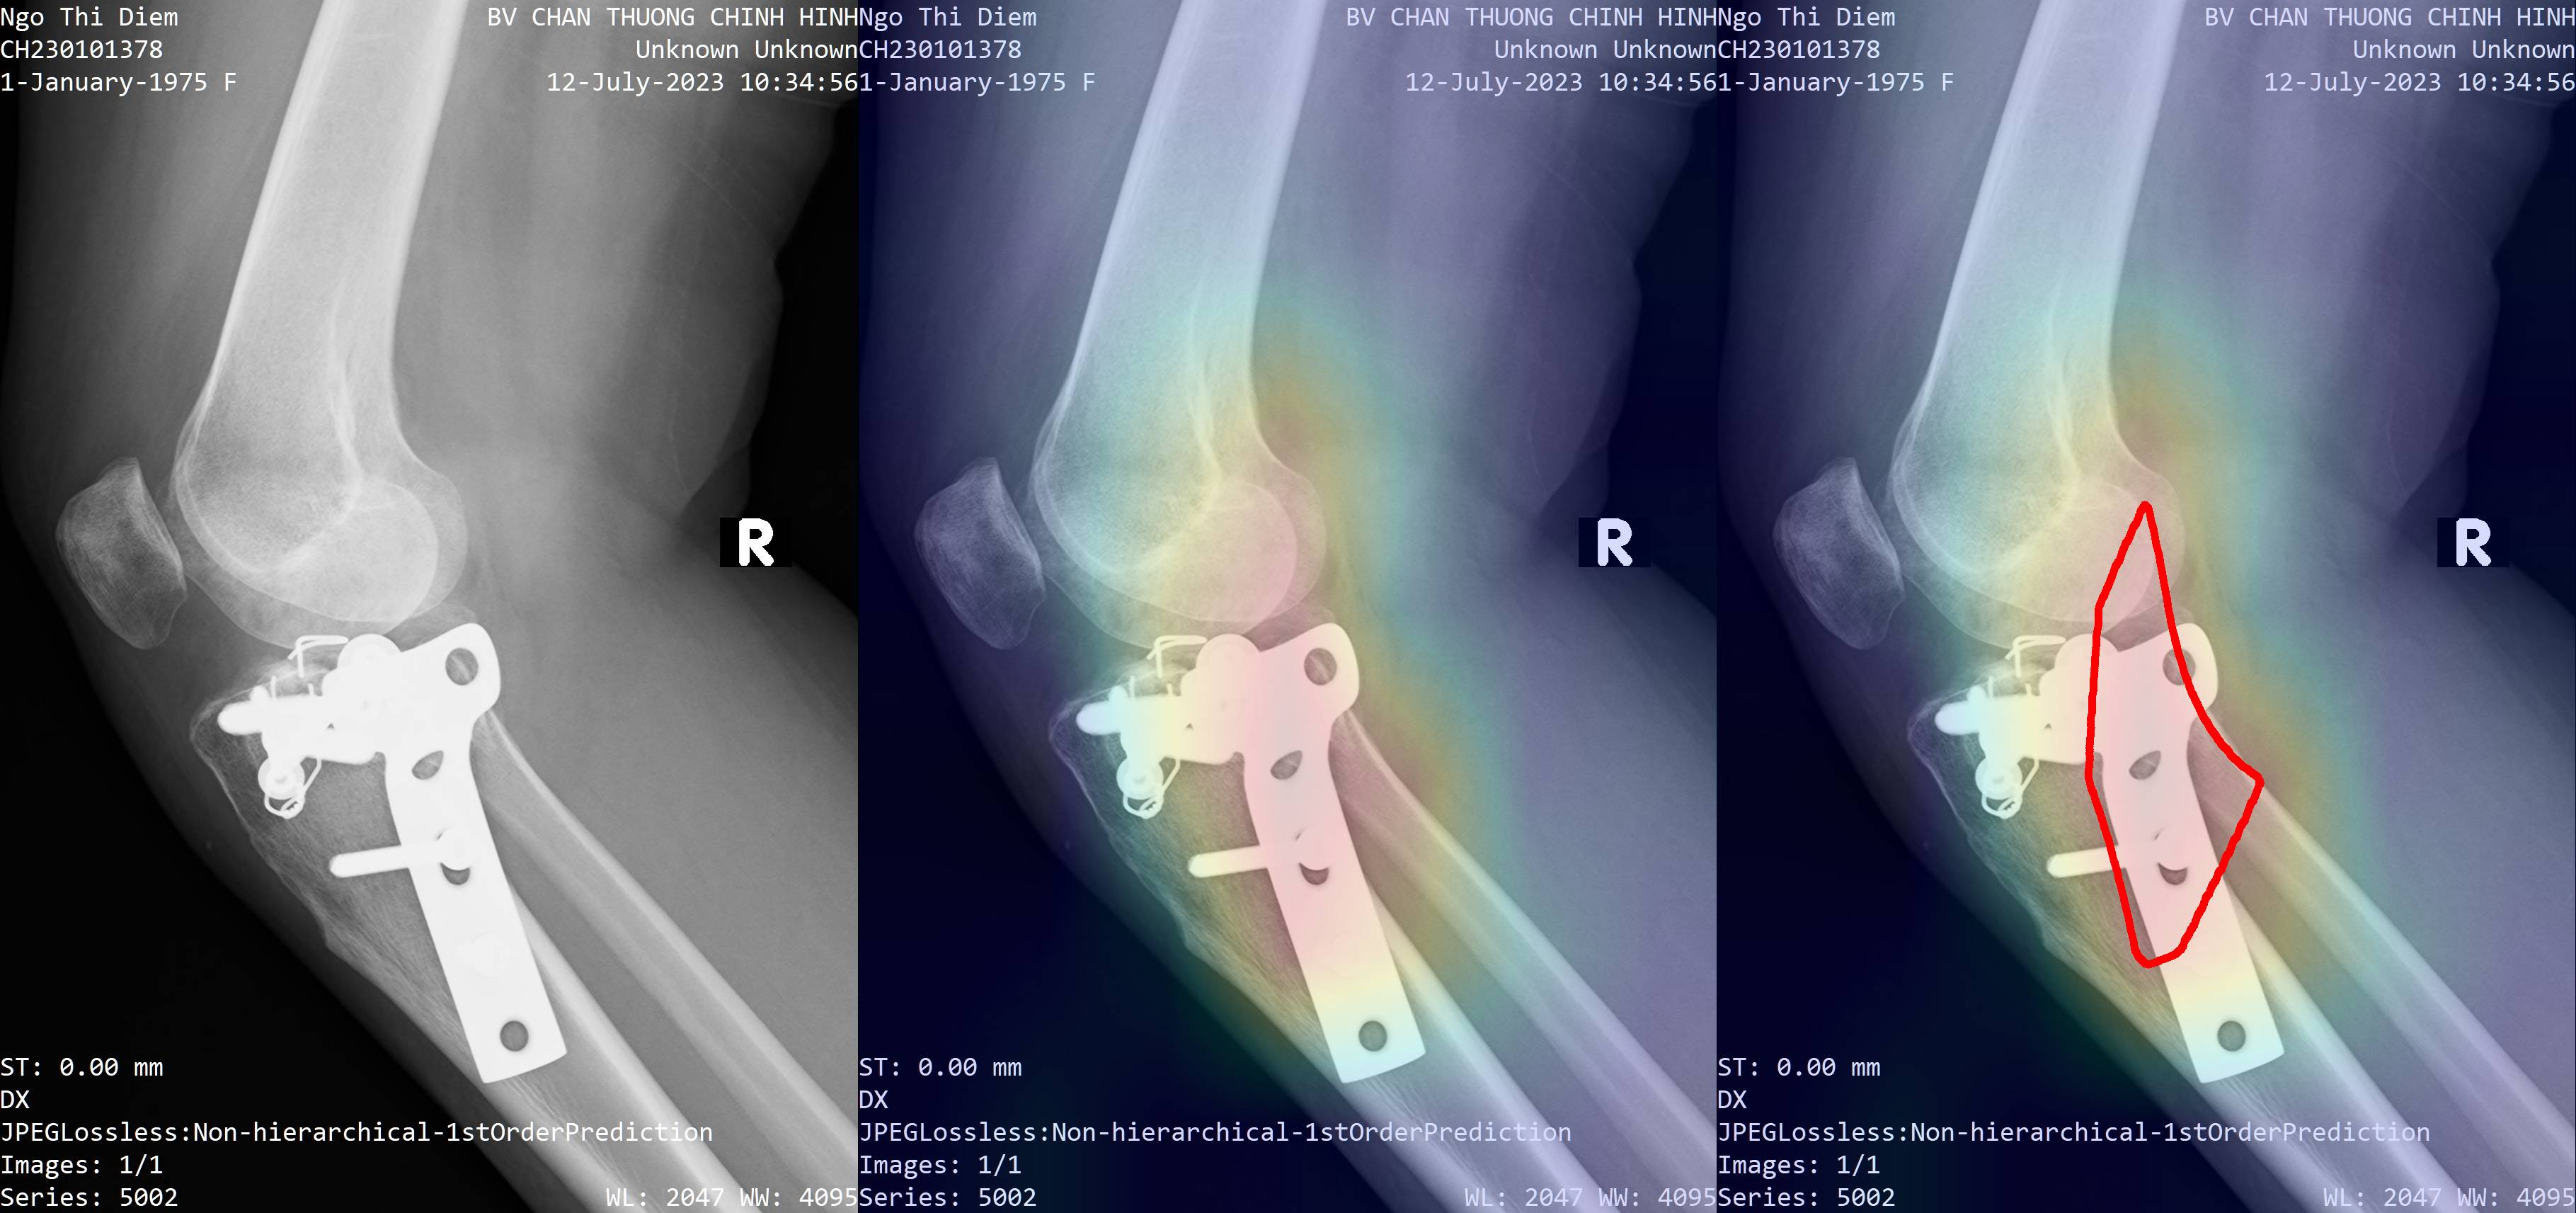 Ngo Thi Diem
CH230101378
1-January-1975 F
BV CHAN THUONG CHINH HINH
Unknown Unknown
12-July-2023 10:34:56
R
ST: 0.00 mm
DX
JPEGLossless:Non-hierarchical-1stOrderPrediction
Images: 1/1
Series: 5002
WL: 2047 WW: 4095
Ngo Thi Diem
CH230101378
1-January-1975 F
BV CHAN THUONG CHINH HINH
Unknown Unknown
12-July-2023 10:34:56
R
ST: 0.00 mm
DX
JPEGLossless:Non-hierarchical-1stOrderPrediction
Images: 1/1
Series: 5002
WL: 2047 WW: 4095
Ngo Thi Diem
CH230101378
1-January-1975 F
BV CHAN THUONG CHINH HINH
Unknown Unknown
12-July-2023 10:34:56
R
ST: 0.00 mm
DX
JPEGLossless:Non-hierarchical-1stOrderPrediction
Images: 1/1
Series: 5002
WL: 2047 WW: 4095